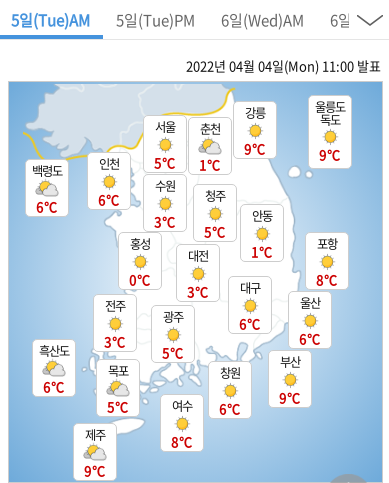 5일(Tue)AM 5일(Tue)PM 6일(Wed)AM 6일
2022년 04월 04일(Mon) 11:00 발표
울릉도
독도
9℃
강릉
9℃
서울
5℃
춘천
1℃
백령도
6℃
인천
6℃
수원
3℃
청주
5℃
안동
1℃
홍성
0℃
대전
3℃
포항
8℃
대구
6℃
전주
3℃
광주
5℃
울산
6℃
흑산도
6℃
목포
5℃
창원
6℃
부산
9℃
여수
8℃
제주
9℃